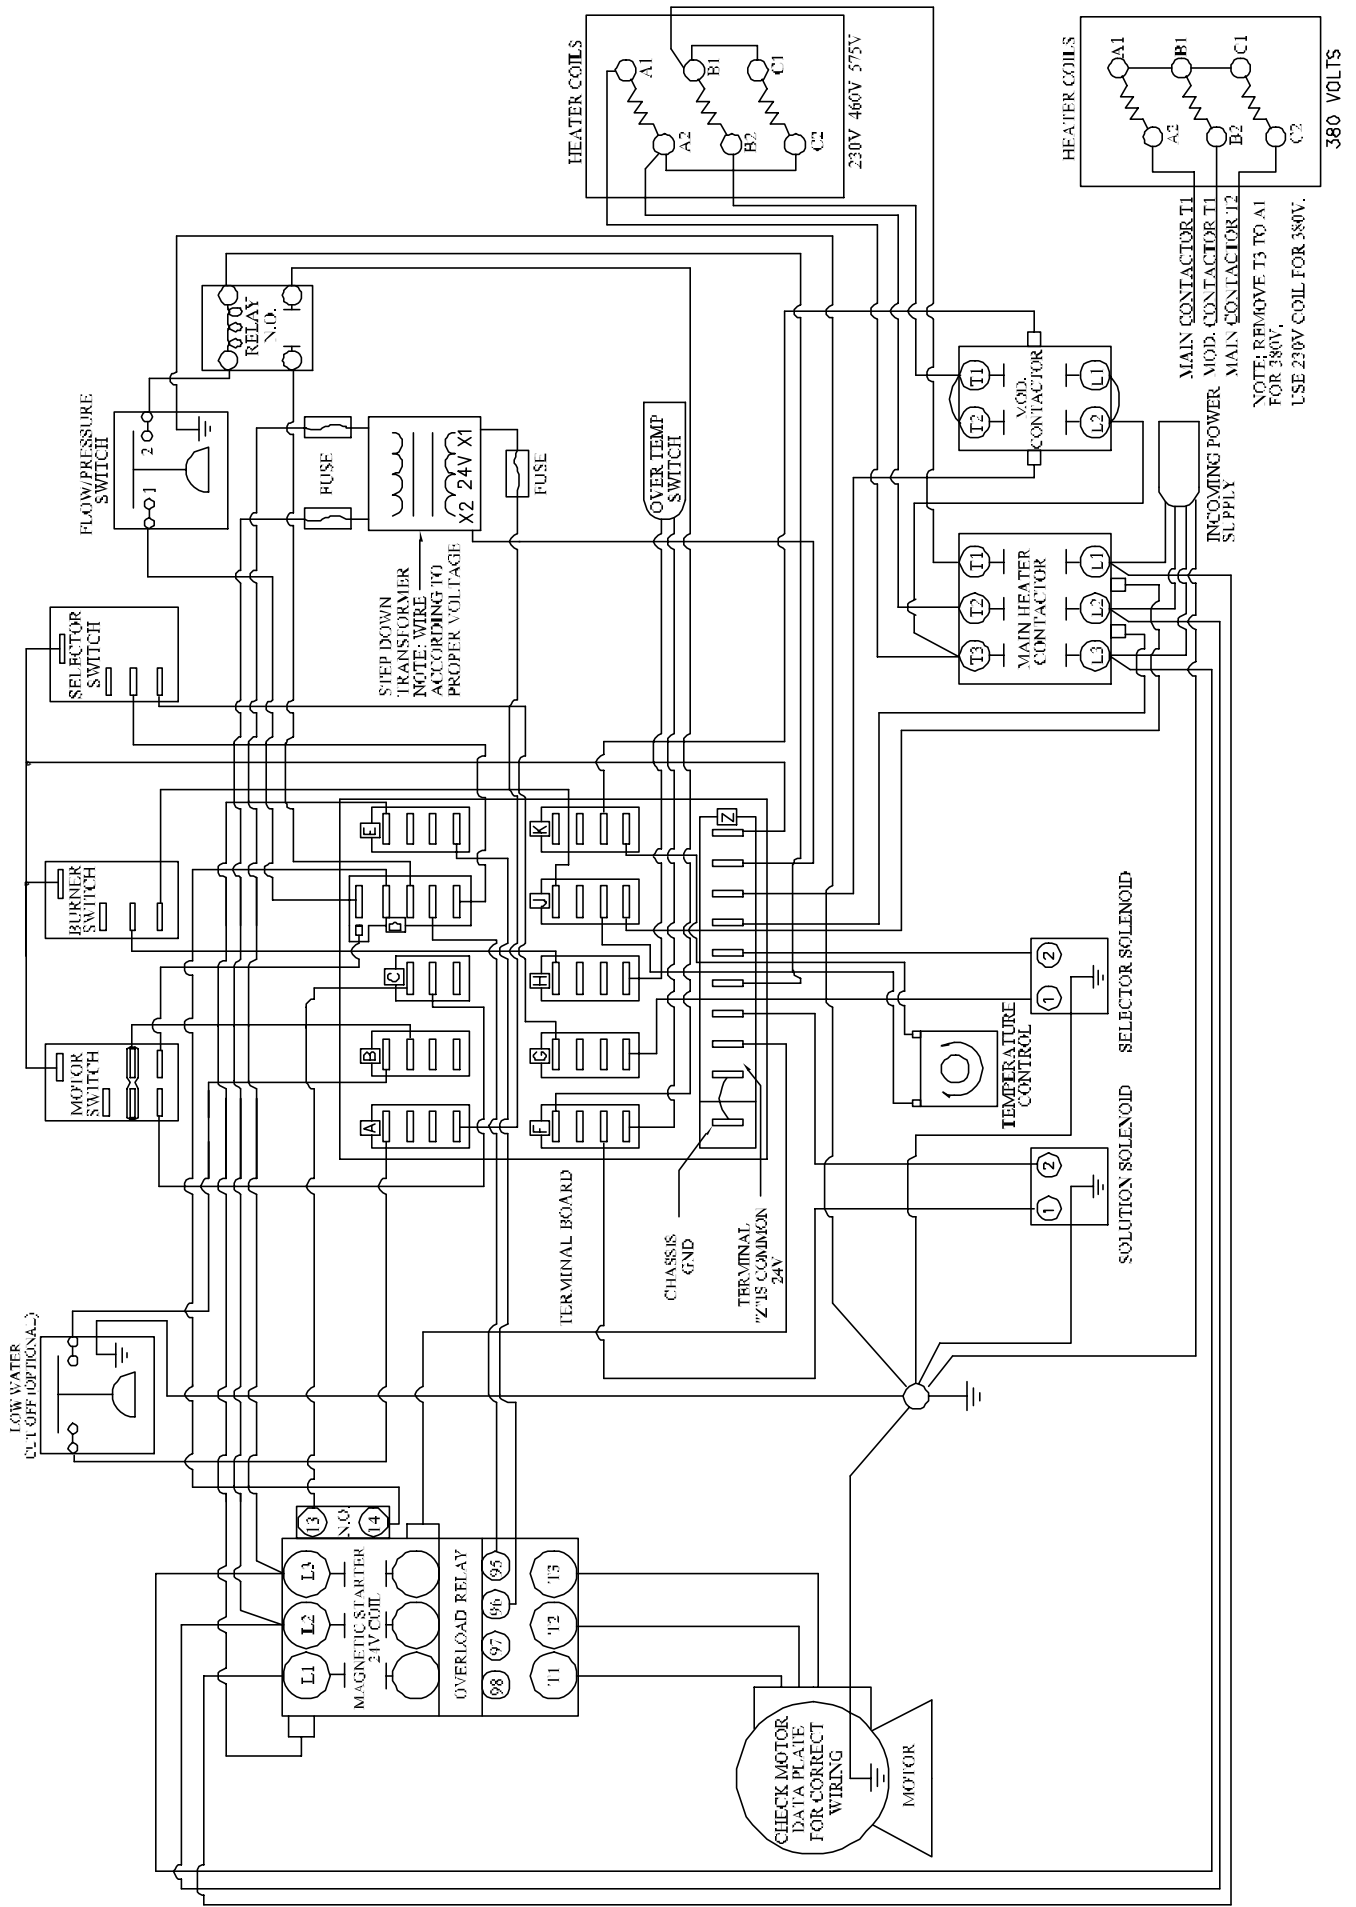 LOW WATER
CUT OFF (OPTIONAL)
MOTOR
SWITCH
BURNER
SWITCH
SELECTOR
SWITCH
FLOW/PRESSURE
SWITCH
1
2
RELAY
N.O.
FUSE
FUSE
X2 24V X1
STEP DOWN
TRANSFORMER
NOTE: WIRE
ACCORDING TO
PROPER VOLTAGE
OVER TEMP
SWITCH
HEATER COILS
A1
B1
C1
A2
B2
C2
230V 460V 575V
HEATER COILS
A1
B1
C1
A2
B2
C2
380 VOLTS
MAIN CONTACTOR T1
MOD. CONTACTOR T1
MAIN CONTACTOR T2
NOTE: REMOVE T3 TO A1
FOR 380V.
USE 230V COIL FOR 380V.
T2
T1
MOD.
CONTACTOR
L2
L1
T3
T2
T1
MAIN HEATER
CONTACTOR
L3
L2
L1
INCOMING POWER
SUPPLY
A
B
C
D
E
F
G
H
J
K
Z
TERMINAL BOARD
CHASSIS
GND
TERMINAL
"Z" IS COMMON
24V
TEMPERATURE
CONTROL
1
2
SELECTOR SOLENOID
1
2
SOLUTION SOLENOID
L1
L2
L3
13
N.O.
14
MAGNETIC STARTER
24V COIL
OVERLOAD RELAY
98
97
96
95
T1
T2
T3
CHECK MOTOR
DATA PLATE
FOR CORRECT
WIRING
MOTOR